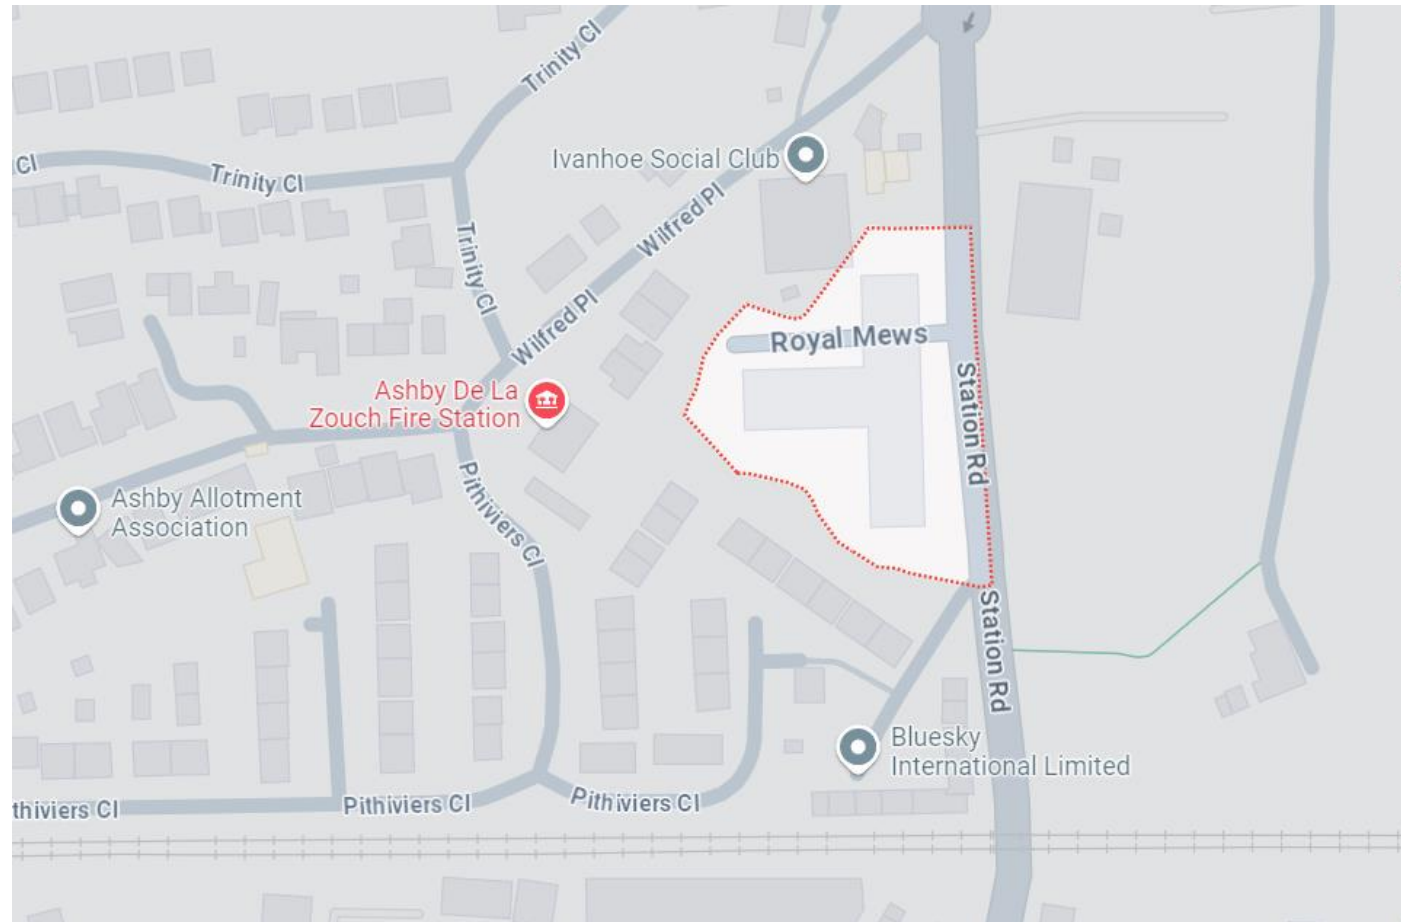 Trinity Cl
Cl
Trinity Cl
Ivanhoe Social Club
Wilfred Pl
Trinity Cl
Wilfred Pl
Royal Mews
Station Rd
Ashby De La
Zouch Fire Station
Pithiviers Cl
Ashby Allotment
Association
Station Rd
Bluesky
International Limited
thiviers Cl
Pithiviers Cl
Pithiviers Cl